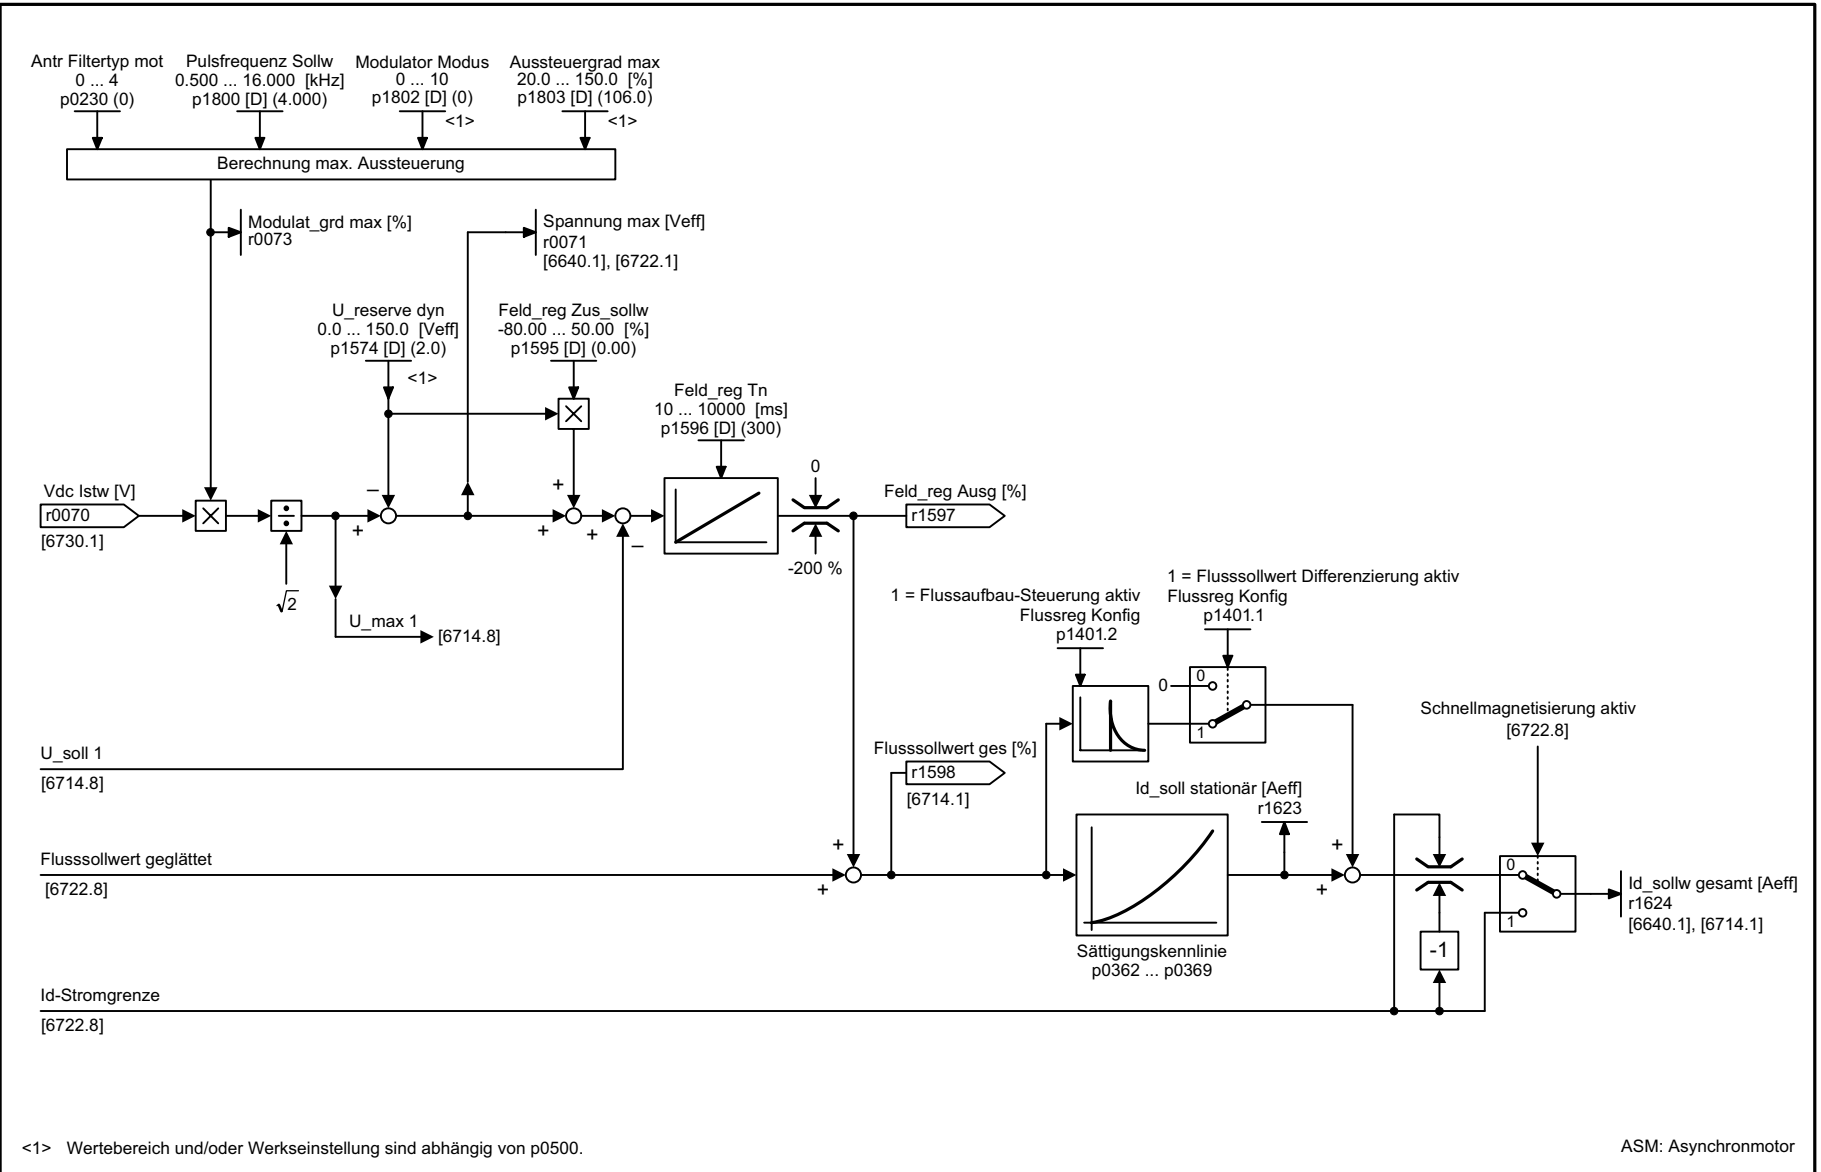 Antr Filtertyp mot
0 ... 4
p0230 (0)
Pulsfrequenz Sollw
0.500 ... 16.000 [kHz]
p1800 [D] (4.000)
Modulator Modus
0 ... 10
p1802 [D] (0)
<1>
Aussteuergrad max
20.0 ... 150.0 [%]
p1803 [D] (106.0)
<1>
Berechnung max. Aussteuerung
Modulat_grd max [%]
r0073
Spannung max [Veff]
r0071
[6640.1], [6722.1]
U_reserve dyn
0.0 ... 150.0 [Veff]
p1574 [D] (2.0)
<1>
Feld_reg Zus_sollw
-80.00 ... 50.00 [%]
p1595 [D] (0.00)
×
Feld_reg Tn
10 ... 10000 [ms]
p1596 [D] (300)
Vdc Istw [V]
r0070
[6730.1]
×
÷
√2
–
+
+
+
+
–
0
-200 %
Feld_reg Ausg [%]
r1597
U_max 1
[6714.8]
1 = Flussaufbau-Steuerung aktiv
Flussreg Konfig
p1401.2
1 = Flusssollwert Differenzierung aktiv
Flussreg Konfig
p1401.1
0
0
1
U_soll 1
[6714.8]
Flusssollwert ges [%]
r1598
[6714.1]
Id_soll stationär [Aeff]
r1623
Schnellmagnetisierung aktiv
[6722.8]
Flusssollwert geglättet
[6722.8]
+
+
+
+
Sättigungskennlinie
p0362 ... p0369
-1
0
1
Id_sollw gesamt [Aeff]
r1624
[6640.1], [6714.1]
Id-Stromgrenze
[6722.8]
<1> Wertebereich und/oder Werkseinstellung sind abhängig von p0500.
ASM: Asynchronmotor